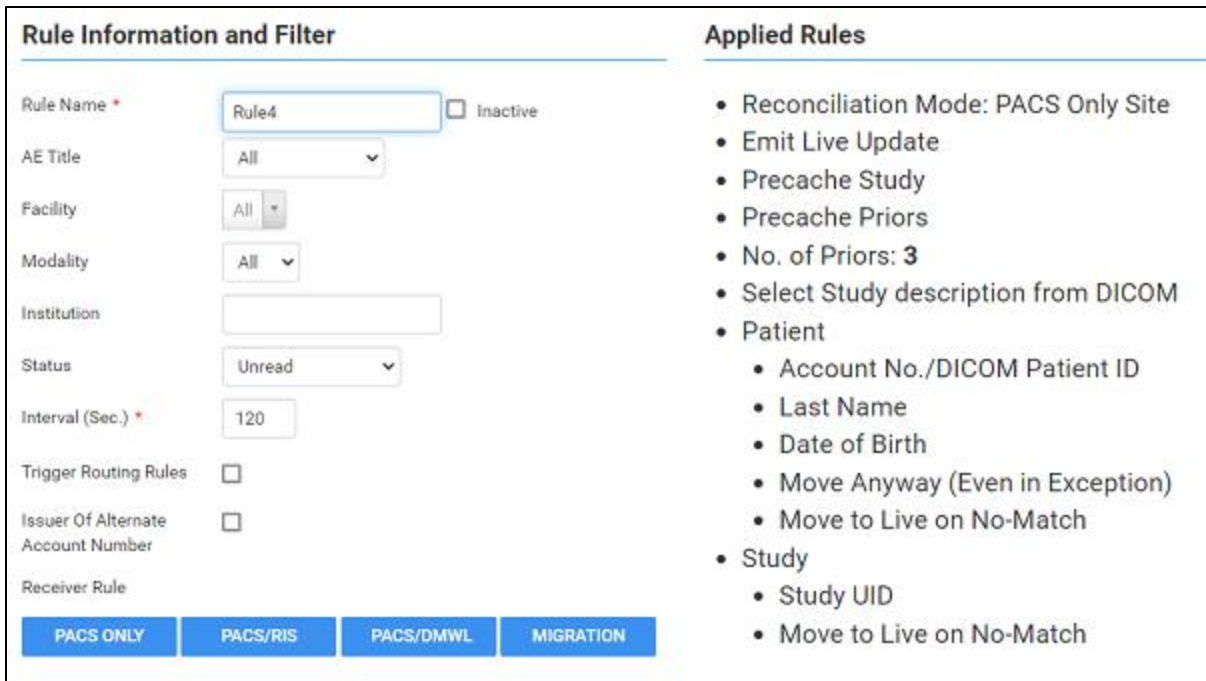 Rule Information and Filter
Rule Name *
Rule4
Inactive
AE Title
All
Facility
All
Modality
All
Institution
Status
Unread
Interval (Sec.) *
120
Trigger Routing Rules
Issuer Of Alternate
Account Number
Receiver Rule
PACS ONLY
PACS/RIS
PACS/DMWL
MIGRATION
Applied Rules
• Reconciliation Mode: PACS Only Site
• Emit Live Update
• Precache Study
• Precache Priors
• No. of Priors: 3
• Select Study description from DICOM
• Patient
• Account No./DICOM Patient ID
• Last Name
• Date of Birth
• Move Anyway (Even in Exception)
• Move to Live on No-Match
• Study
• Study UID
• Move to Live on No-Match